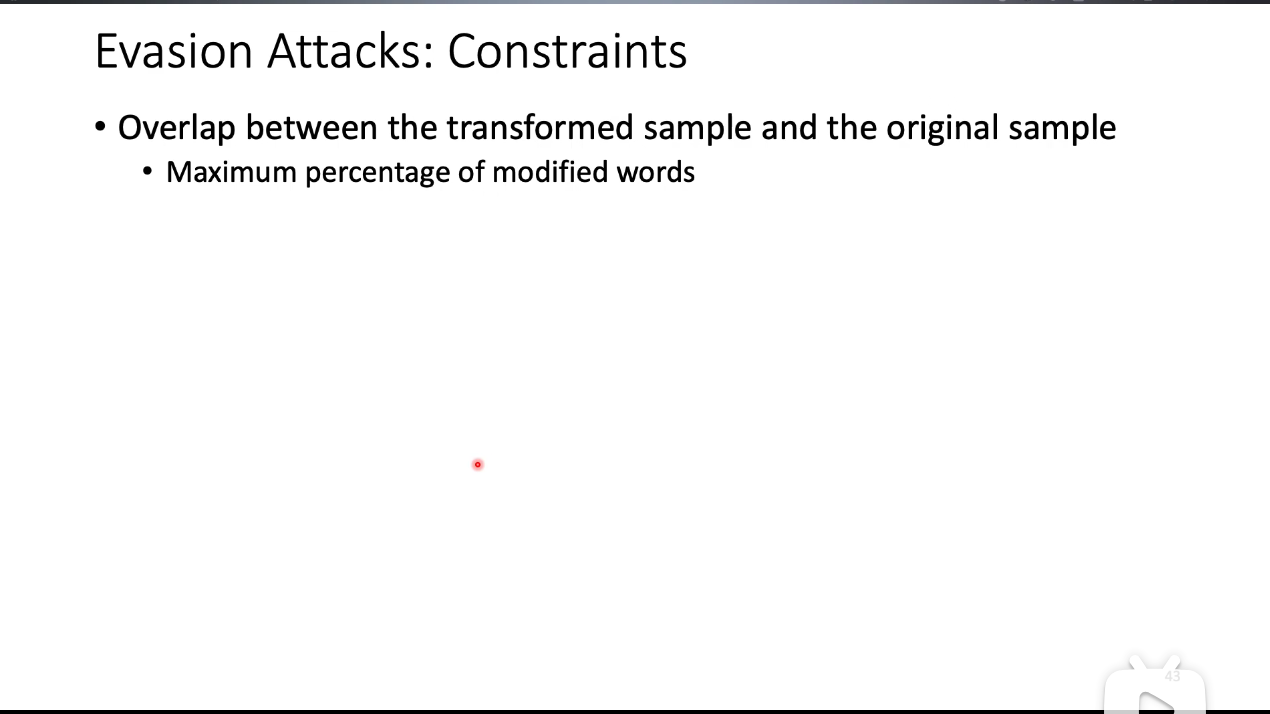 Evasion Attacks: Constraints
• Overlap between the transformed sample and the original sample
• Maximum percentage of modified words
43